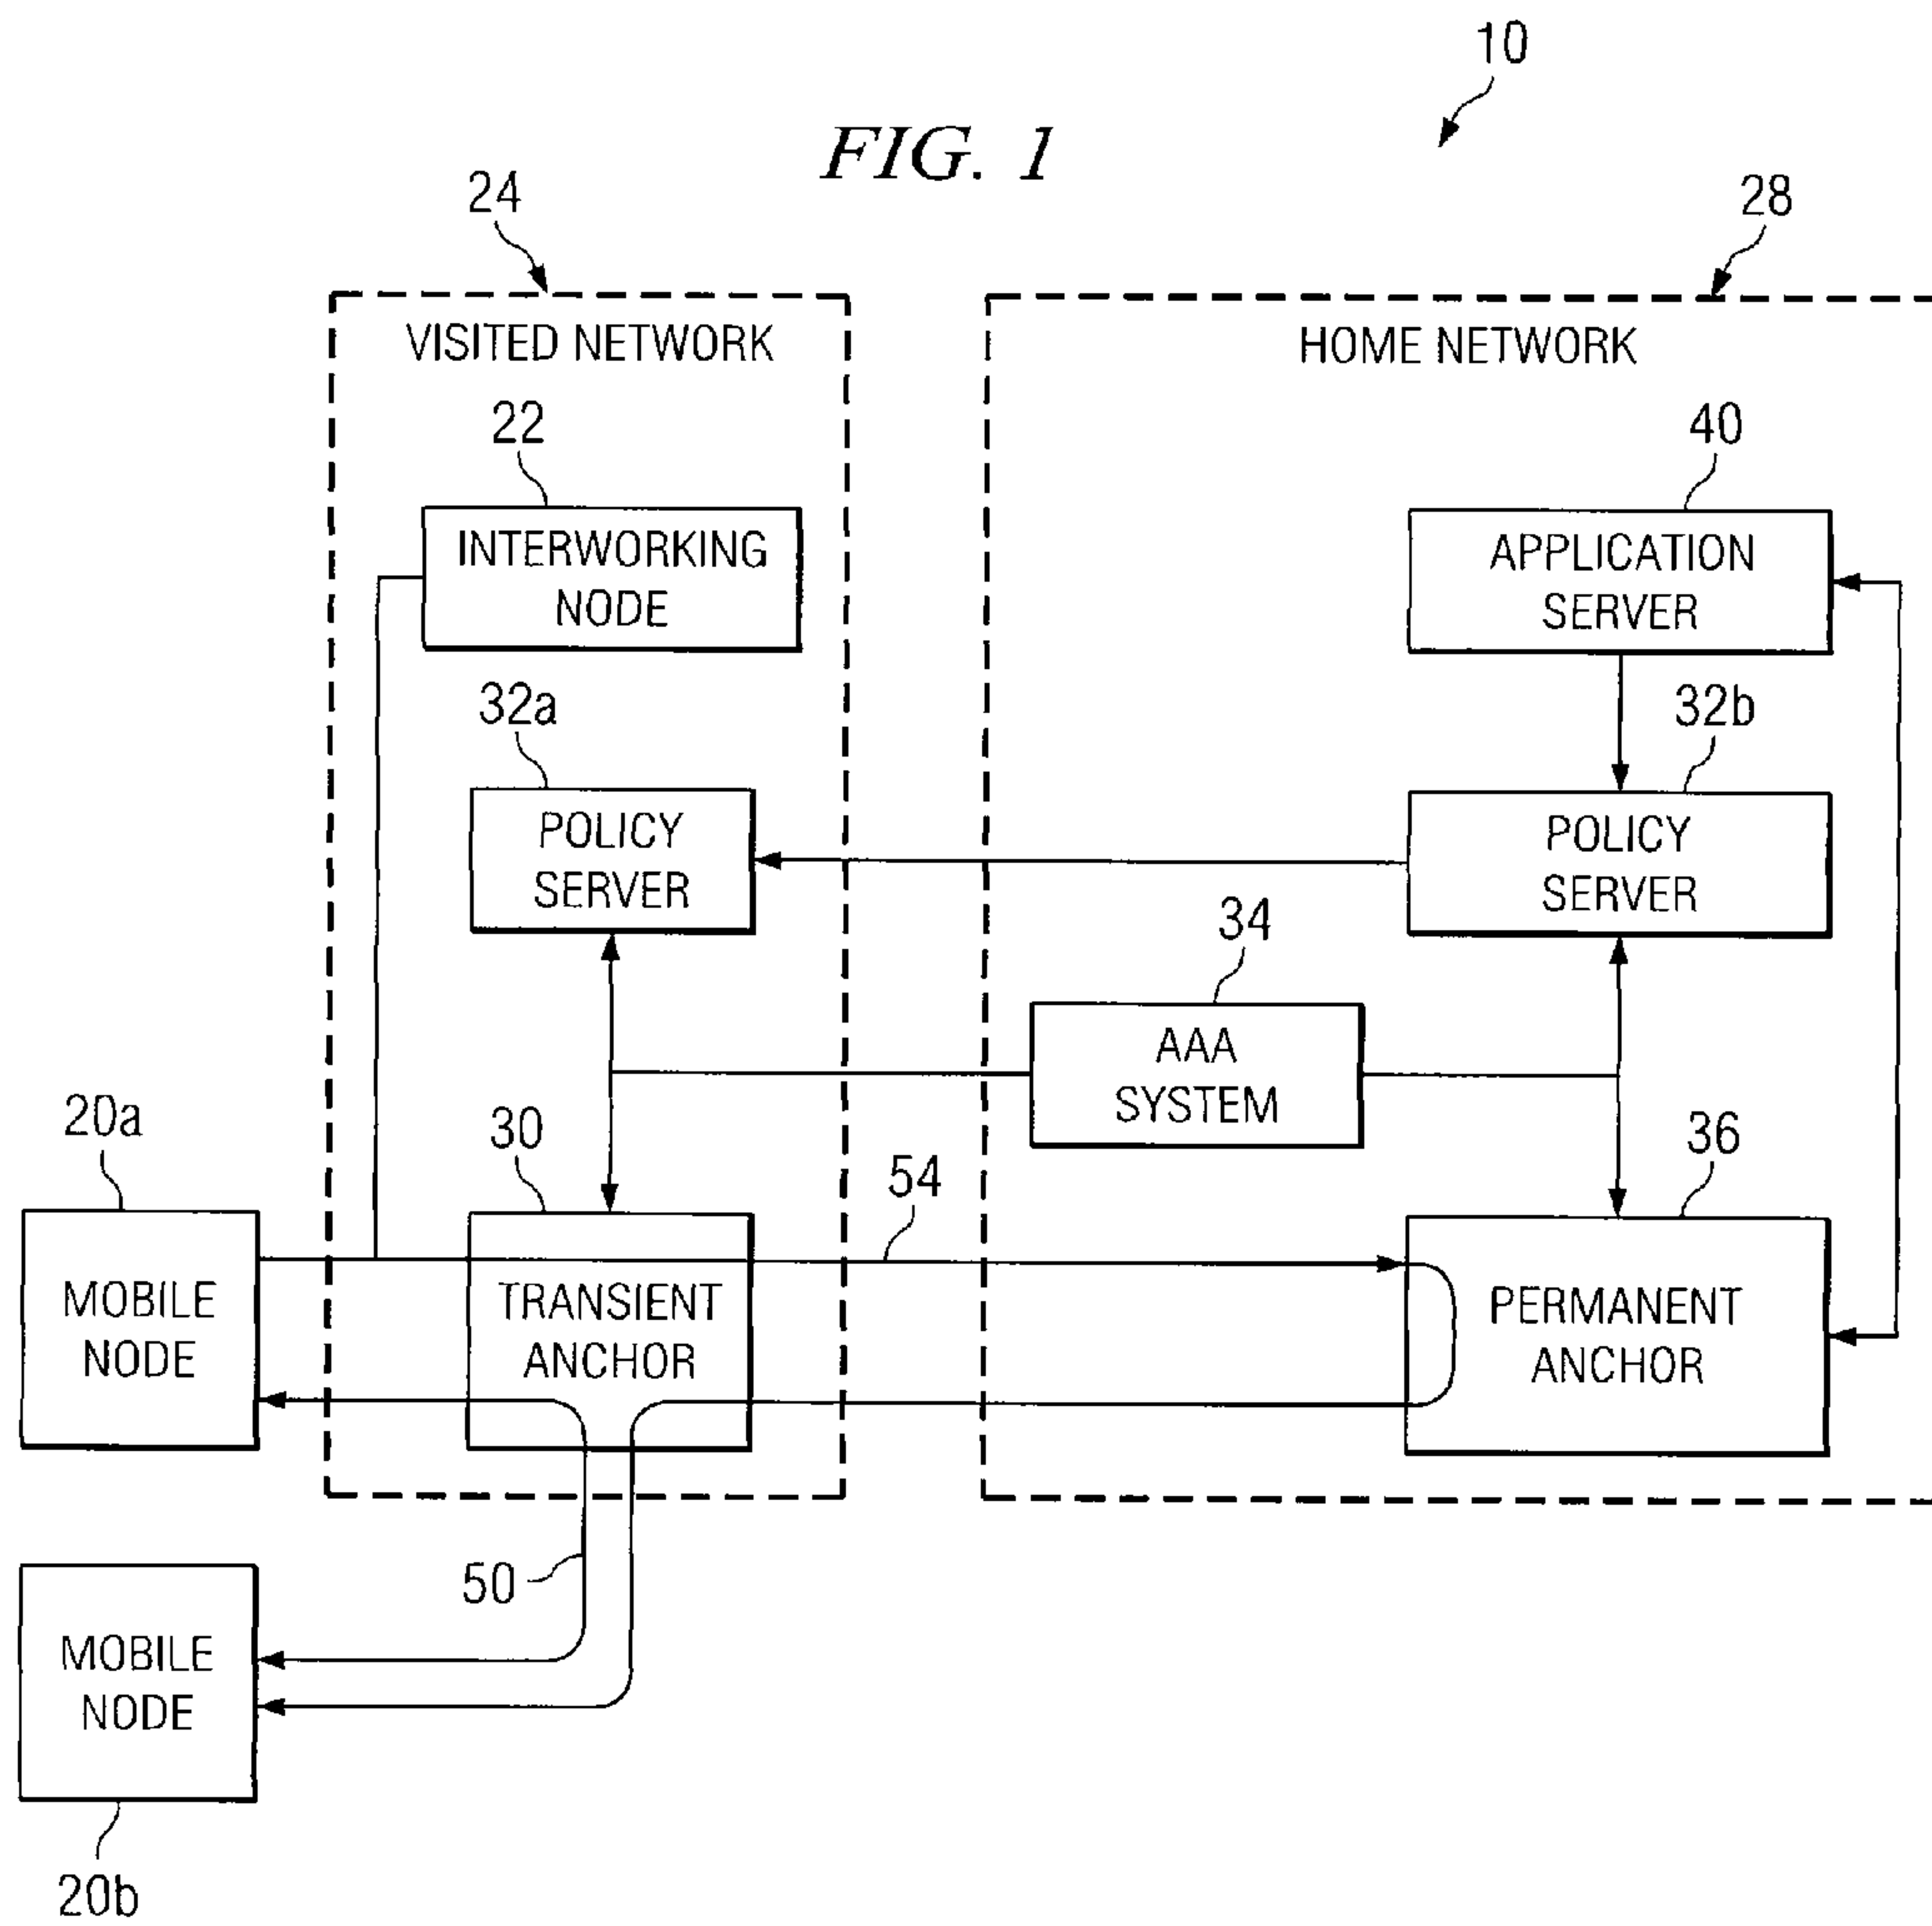 10
FIG. 1
24
28
VISITED NETWORK
HOME NETWORK
22
40
INTERWORKING
NODE
APPLICATION
SERVER
32a
32b
POLICY
SERVER
POLICY
SERVER
34
AAA
SYSTEM
20a
30
54
36
MOBILE
NODE
TRANSIENT
ANCHOR
PERMANENT
ANCHOR
50
MOBILE
NODE
20b